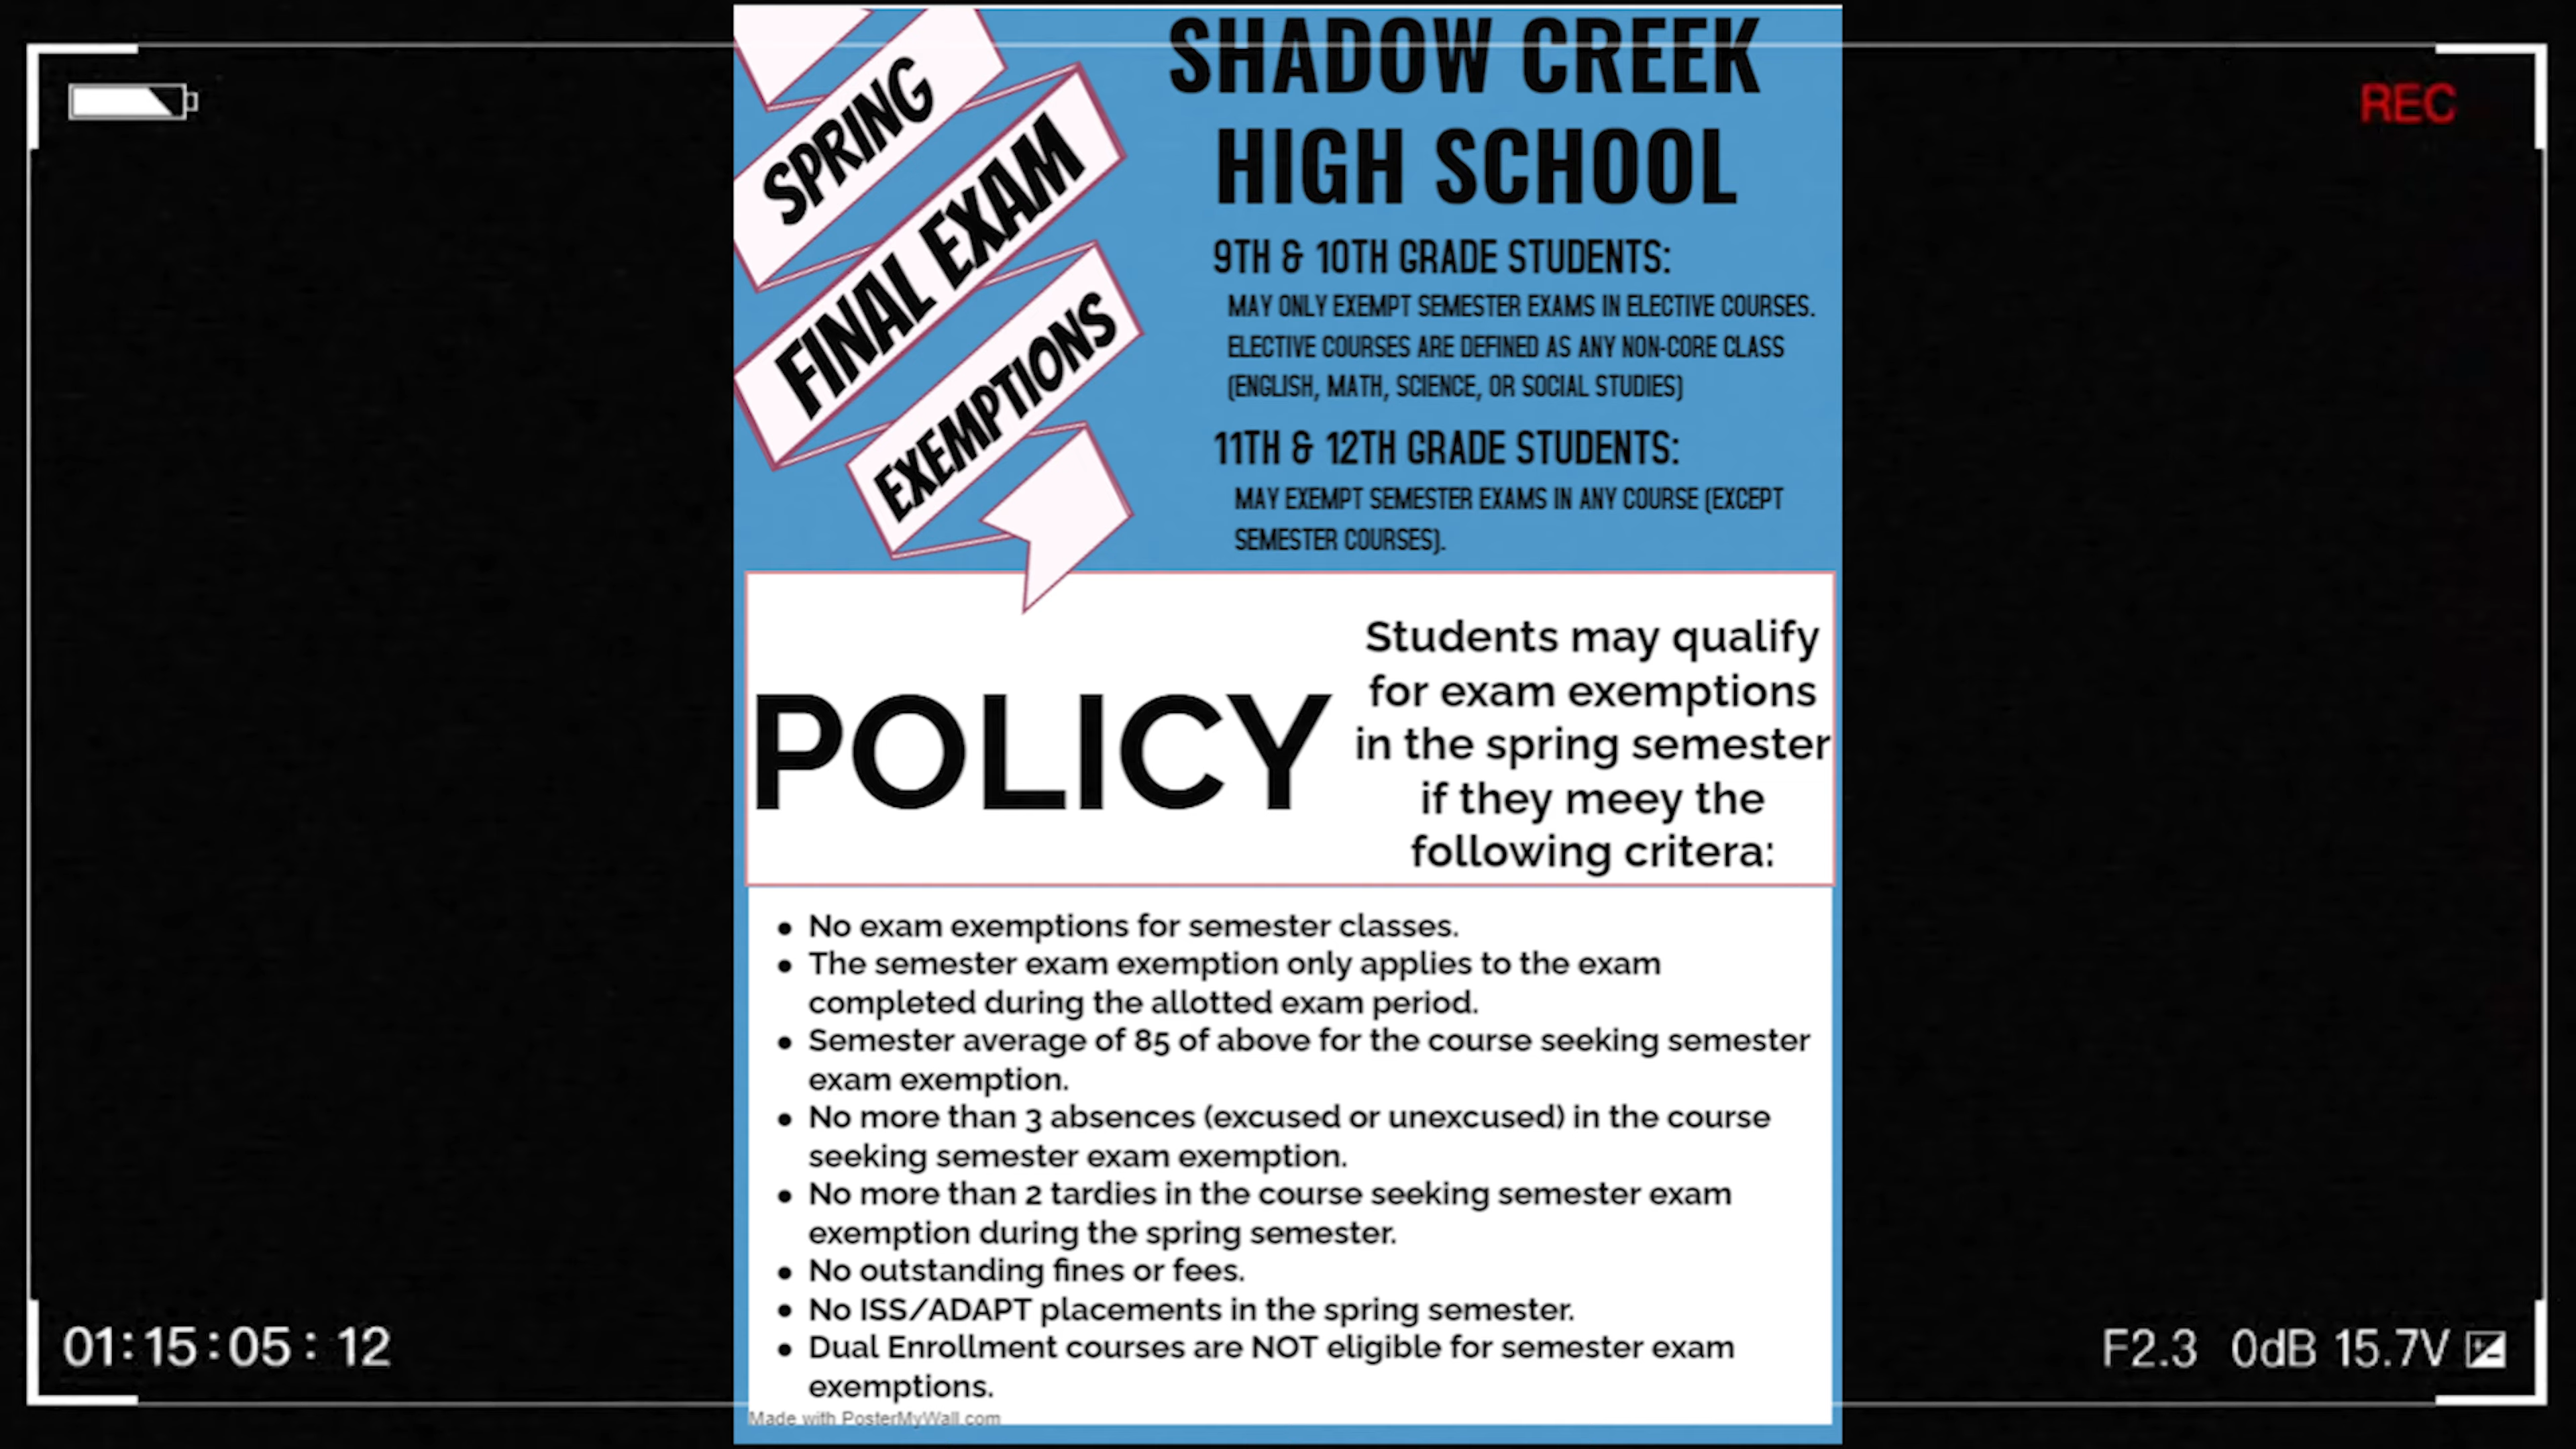 REC
SPRING
FINAL EXAM
EXEMPTIONS
SHADOW CREEK
HIGH SCHOOL
9TH & 10TH GRADE STUDENTS:
MAY ONLY EXEMPT SEMESTER EXAMS IN ELECTIVE COURSES.
ELECTIVE COURSES ARE DEFINED AS ANY NON-CORE CLASS
(ENGLISH, MATH, SCIENCE, OR SOCIAL STUDIES)
11TH & 12TH GRADE STUDENTS:
MAY EXEMPT SEMESTER EXAMS IN ANY COURSE (EXCEPT
SEMESTER COURSES).
POLICY
Students may qualify
for exam exemptions
in the spring semester
if they meey the
following critera:
• No exam exemptions for semester classes.
• The semester exam exemption only applies to the exam
completed during the allotted exam period.
• Semester average of 85 of above for the course seeking semester
exam exemption.
• No more than 3 absences (excused or unexcused) in the course
seeking semester exam exemption.
• No more than 2 tardies in the course seeking semester exam
exemption during the spring semester.
• No outstanding fines or fees.
• No ISS/ADAPT placements in the spring semester.
• Dual Enrollment courses are NOT eligible for semester exam
exemptions.
Made with PosterMyWall.com
01:15:05:12
F2.3 0dB 15.7V